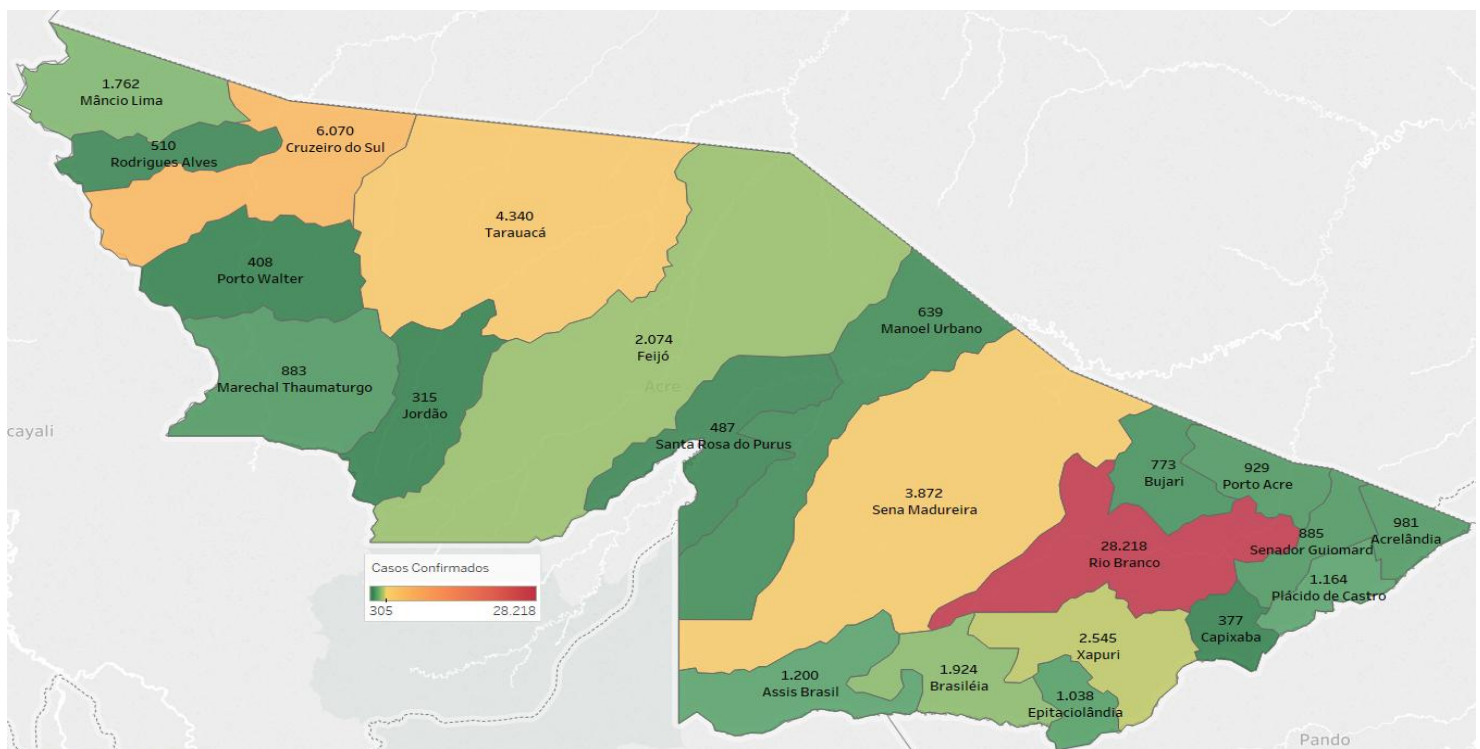 1.762
Mâncio Lima
510
Rodrigues Alves
6.070
Cruzeiro do Sul
4.340
Tarauacá
408
Porto Walter
883
Marechal Thaumaturgo
315
Jordão
2.074
Feijó
Acre
639
Manoel Urbano
487
Santa Rosa do Purus
3.872
Sena Madureira
773
Bujari
929
Porto Acre
28.218
Rio Branco
885
Senador Guiomard
981
Acrelândia
1.164
Plácido de Castro
377
Capixaba
2.545
Xapuri
1.200
Assis Brasil
1.924
Brasiléia
1.038
Epitaciolândia
cayali
Pando
Casos Confirmados
305
28.218